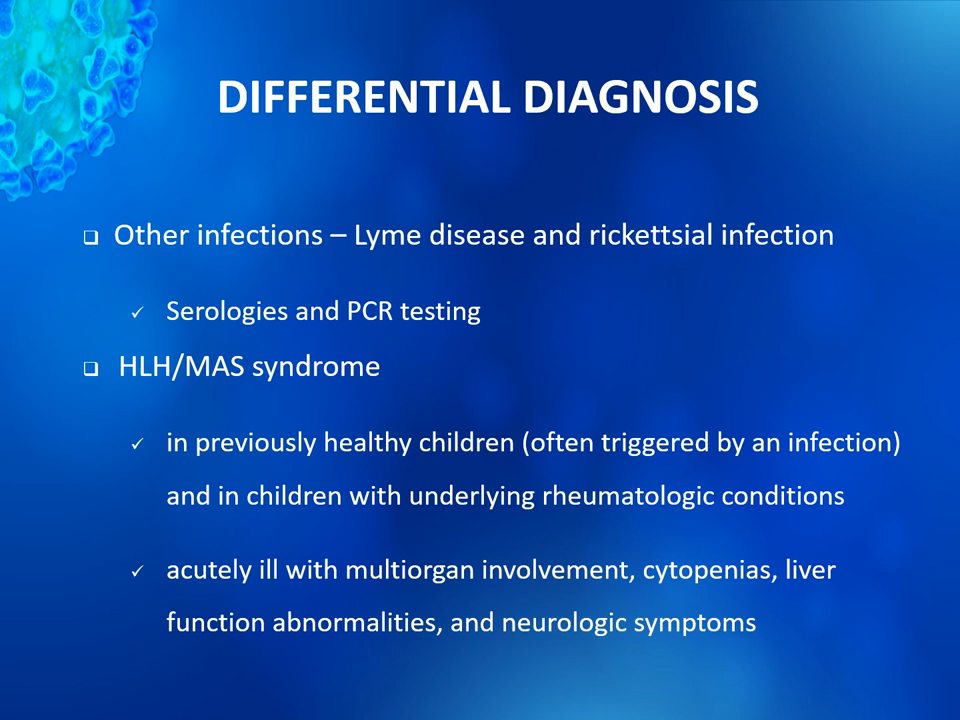 DIFFERENTIAL DIAGNOSIS
❑ Other infections – Lyme disease and rickettsial infection
✓ Serologies and PCR testing
❑ HLH/MAS syndrome
✓ in previously healthy children (often triggered by an infection)
and in children with underlying rheumatologic conditions
✓ acutely ill with multiorgan involvement, cytopenias, liver
function abnormalities, and neurologic symptoms